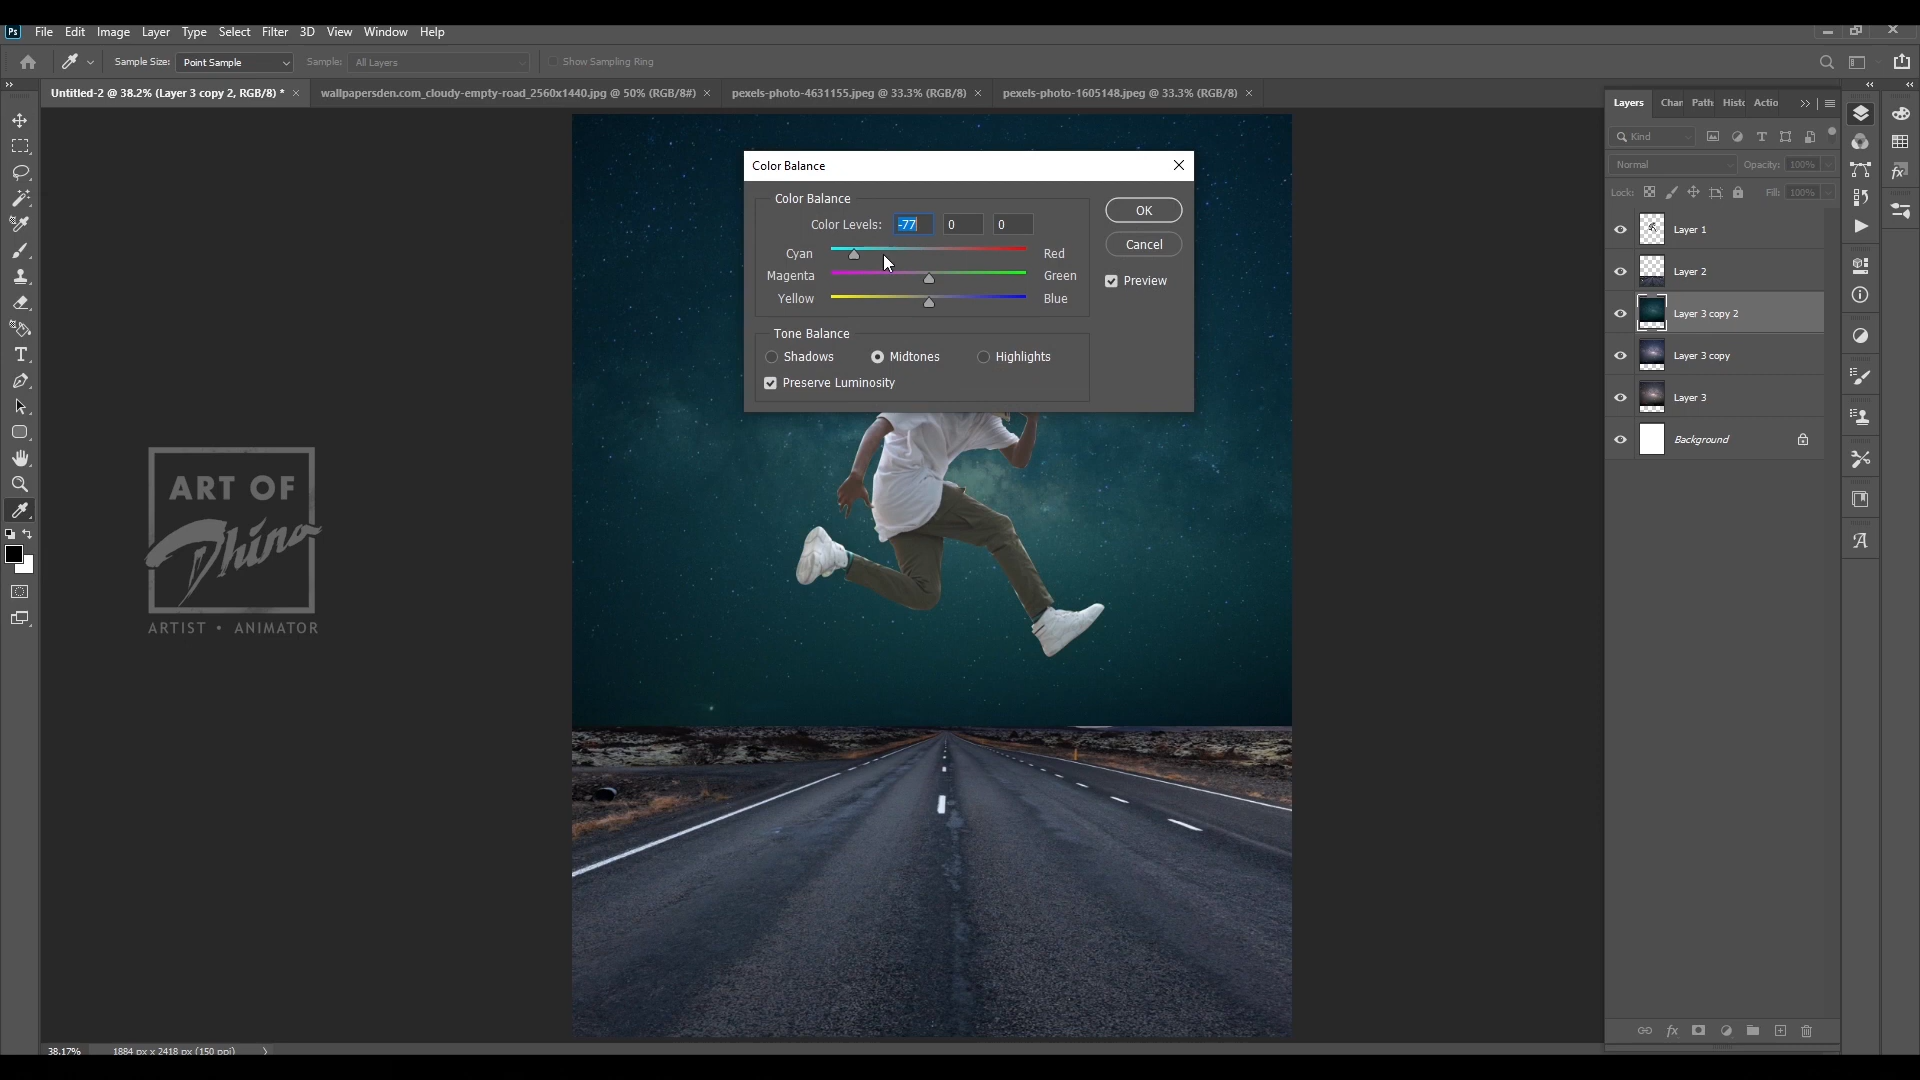 Ps File Edit Image Layer Type Select Filter 3D View Window Help
Sample Size: Point Sample Sample: All Layers Show Sampling Ring
Untitled-2 @ 38.2% (Layer 3 copy 2, RGB/8) * × wallpapersden.com_cloudy-empty-road_2560x1440.jpg @ 50% (RGB/8#) × pexels-photo-4631155.jpeg @ 33.3% (RGB/8) × pexels-photo-1605148.jpeg @ 33.3% (RGB/8) ×
Color Balance
Color Balance
Color Levels: -77 0 0
Cyan Red
Magenta Green
Yellow Blue
Tone Balance
Shadows Midtones Highlights
Preserve Luminosity
OK
Cancel
Preview
Layers Char Path Histo Actio
Kind
Normal Opacity: 100%
Lock: Fill: 100%
Layer 1
Layer 2
Layer 3 copy 2
Layer 3 copy
Layer 3
Background
ART OF
Dhina
ARTIST • ANIMATOR
38.17% 1884 px x 2418 px (150 ppi)